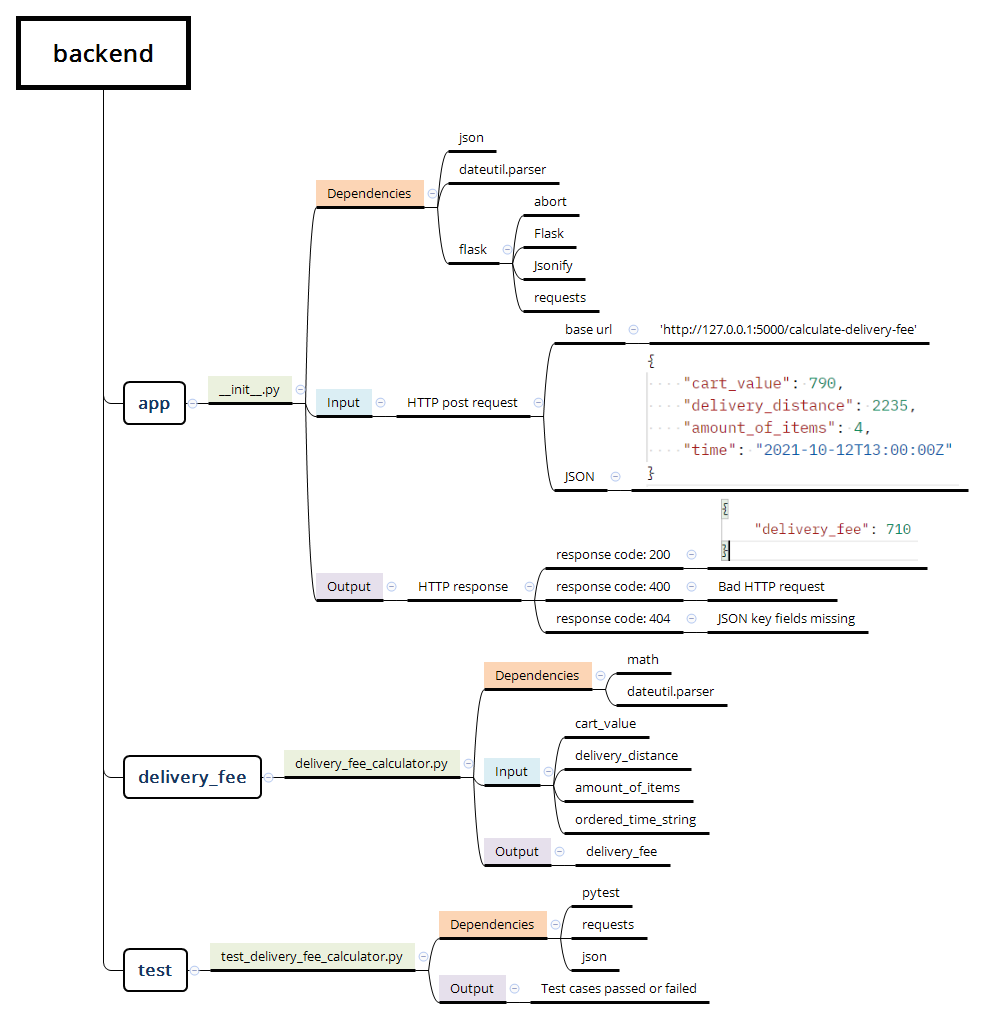 backend
json
dateutil.parser
Dependencies
abort
Flask
flask
Jsonify
requests
base url
'http://127.0.0.1:5000/calculate-delivery-fee'
{
"cart_value": 790,
"delivery_distance": 2235,
"amount_of_items": 4,
"time": "2021-10-12T13:00:00Z"
}
app
__init__.py
Input
HTTP post request
JSON
{
"delivery_fee": 710
}
Output
HTTP response
response code: 200
response code: 400
Bad HTTP request
response code: 404
JSON key fields missing
math
Dependencies
dateutil.parser
cart_value
delivery_distance
delivery_fee
delivery_fee_calculator.py
Input
amount_of_items
ordered_time_string
Output
delivery_fee
pytest
Dependencies
requests
json
test
test_delivery_fee_calculator.py
Output
Test cases passed or failed